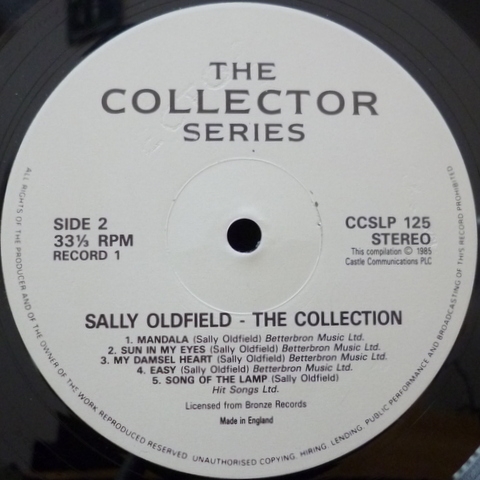 THE
COLLECTOR
SERIES
SIDE 2
33⅓ RPM
RECORD 1
CCSLP 125
STEREO
This compilation © 1985
Castle Communications PLC
SALLY OLDFIELD - THE COLLECTION
1. MANDALA (Sally Oldfield) Betterbron Music Ltd.
2. SUN IN MY EYES (Sally Oldfield) Betterbron Music Ltd.
3. MY DAMSEL HEART (Sally Oldfield) Betterbron Music Ltd.
4. EASY (Sally Oldfield) Betterbron Music Ltd.
5. SONG OF THE LAMP (Sally Oldfield)
Hit Songs Ltd.
Licensed from Bronze Records
Made in England
ALL RIGHTS OF THE PRODUCER AND OF THE OWNER OF THE WORK REPRODUCED RESERVED. UNAUTHORISED COPYING, HIRING, LENDING, PUBLIC PERFORMANCE AND BROADCASTING OF THIS RECORD PROHIBITED.